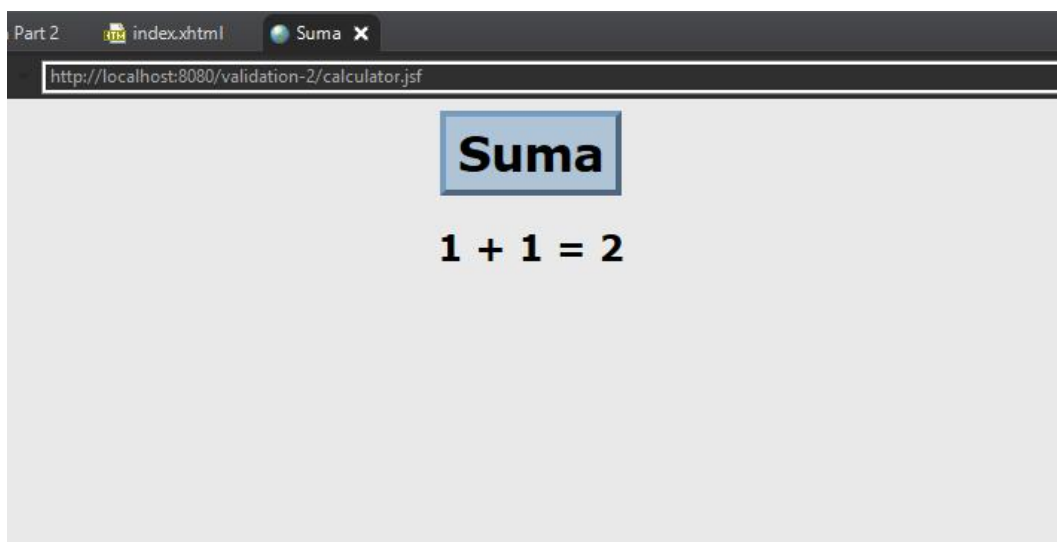 Part 2 index.xhtml Suma
http://localhost:8080/validation-2/calculator.jsf
Suma
1 + 1 = 2